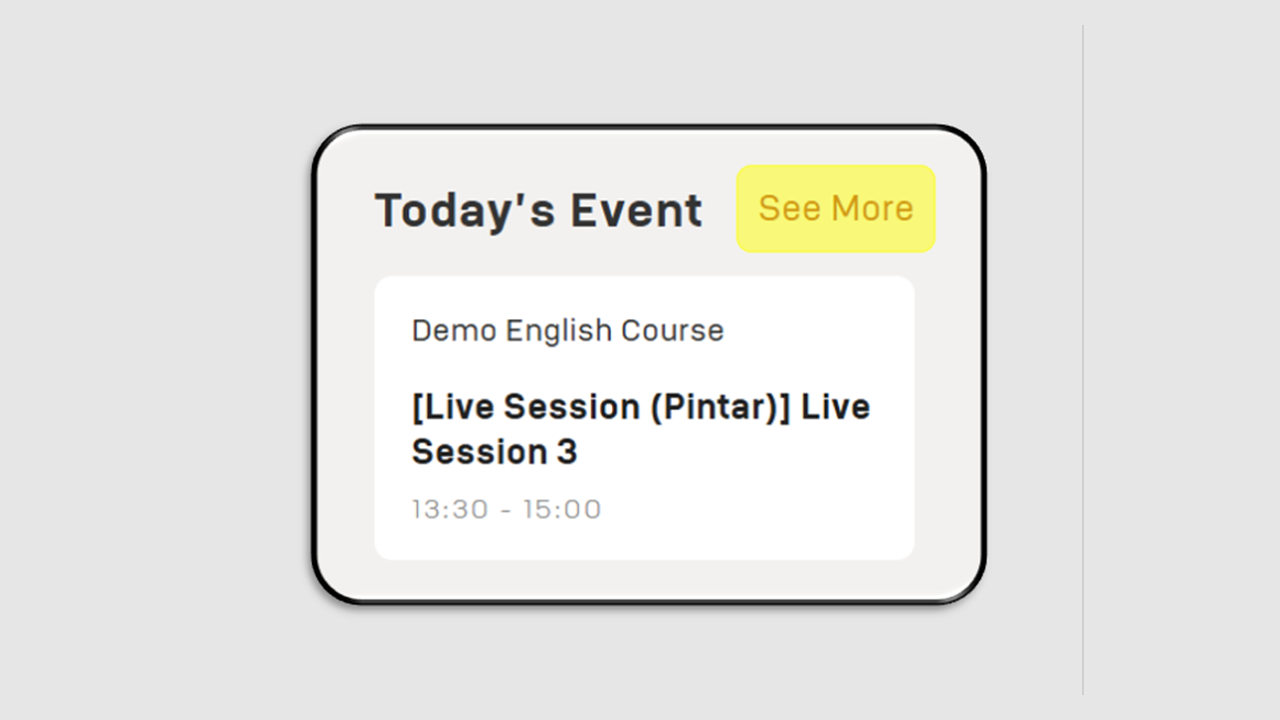 Today's Event
See More
Demo English Course
[Live Session (Pintar)] Live
Session 3
13:30 - 15:00